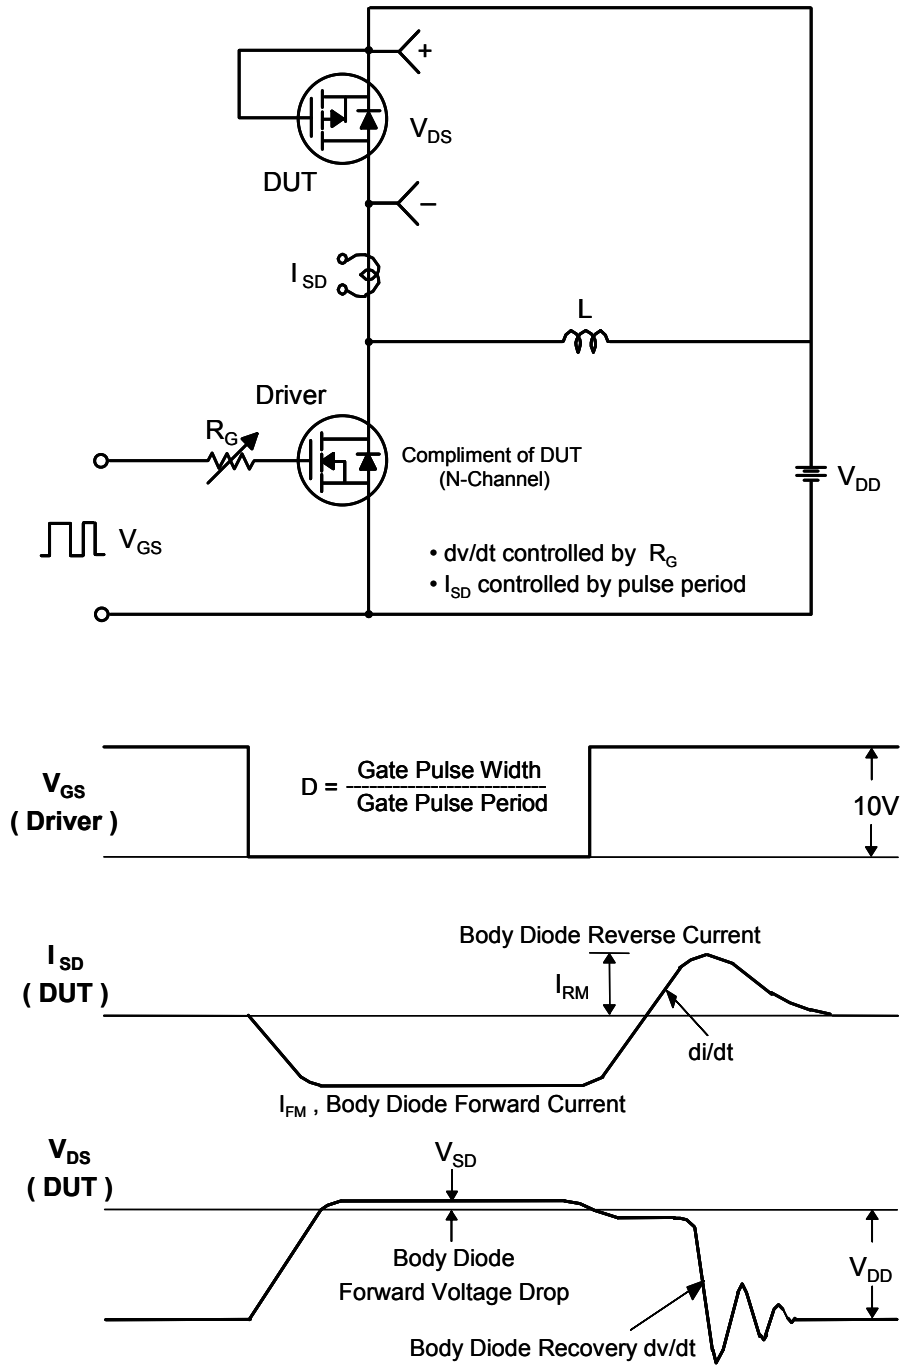 +
V_DS
DUT
−
I_SD
L
Driver
R_G
Compliment of DUT
(N-Channel)
V_DD
V_GS
• dv/dt controlled by R_G
• I_SD controlled by pulse period
V_GS
( Driver )
D = Gate Pulse Width
--------------------------
Gate Pulse Period
10V
Body Diode Reverse Current
I_SD
( DUT )
I_RM
di/dt
I_FM , Body Diode Forward Current
V_DS
( DUT )
V_SD
Body Diode
Forward Voltage Drop
V_DD
Body Diode Recovery dv/dt